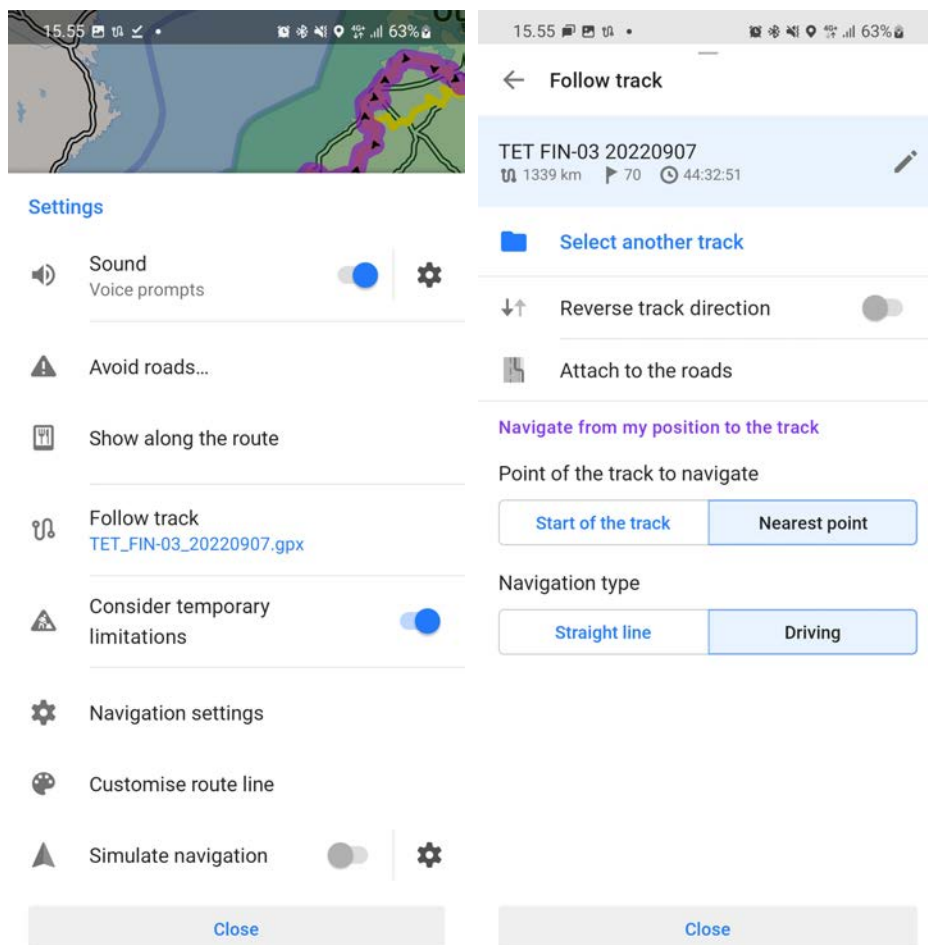 15.55
63%
Settings
Sound
Voice prompts
Avoid roads…
Show along the route
Follow track
TET_FIN-03_20220907.gpx
Consider temporary
limitations
Navigation settings
Customise route line
Simulate navigation
Close
15.55
63%
Follow track
TET FIN-03 20220907
1339 km 70 44:32:51
Select another track
Reverse track direction
Attach to the roads
Navigate from my position to the track
Point of the track to navigate
Start of the track Nearest point
Navigation type
Straight line Driving
Close